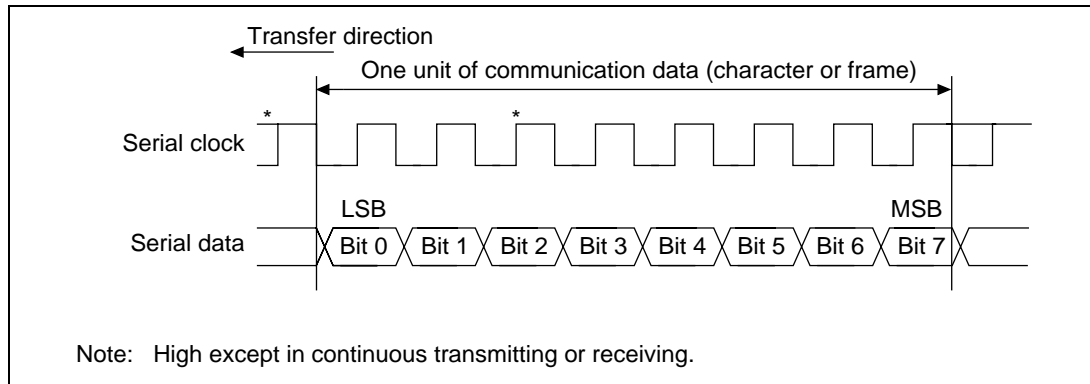 Transfer direction
One unit of communication data (character or frame)
* *
Serial clock
LSB MSB
Serial data Bit 0 Bit 1 Bit 2 Bit 3 Bit 4 Bit 5 Bit 6 Bit 7
Note: High except in continuous transmitting or receiving.